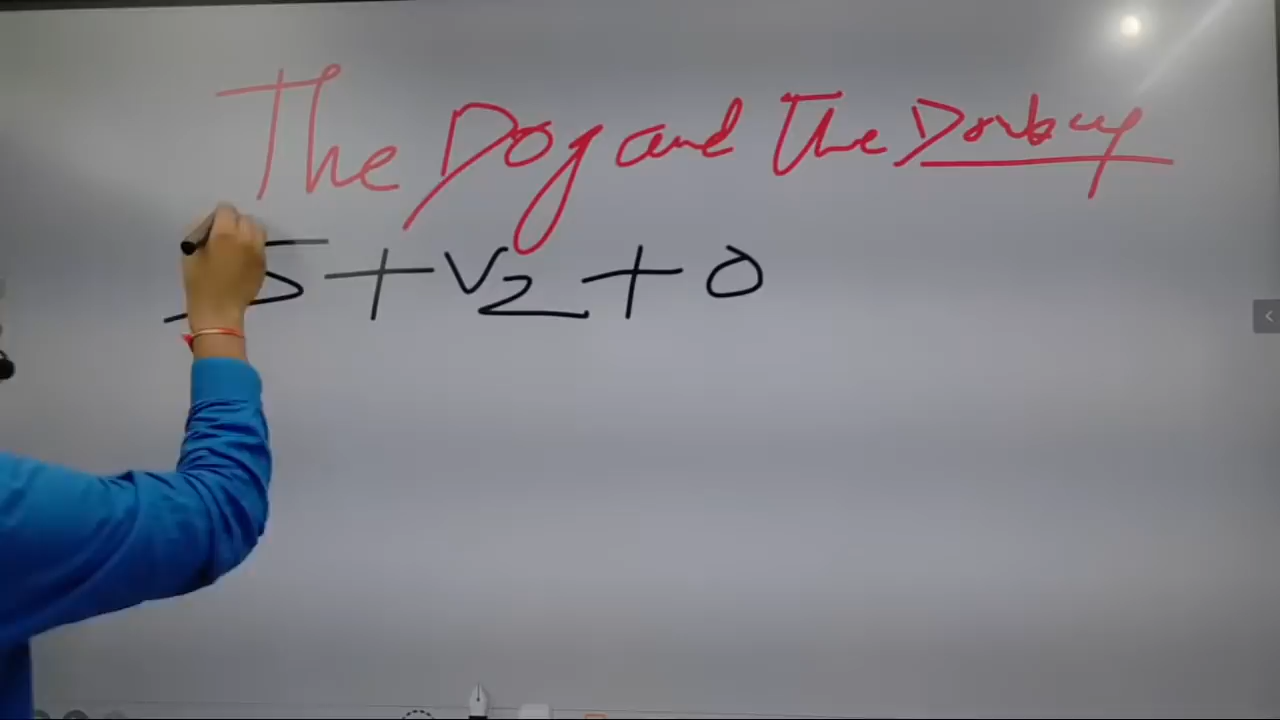 The Dog and The Donkey
S + V2 + O